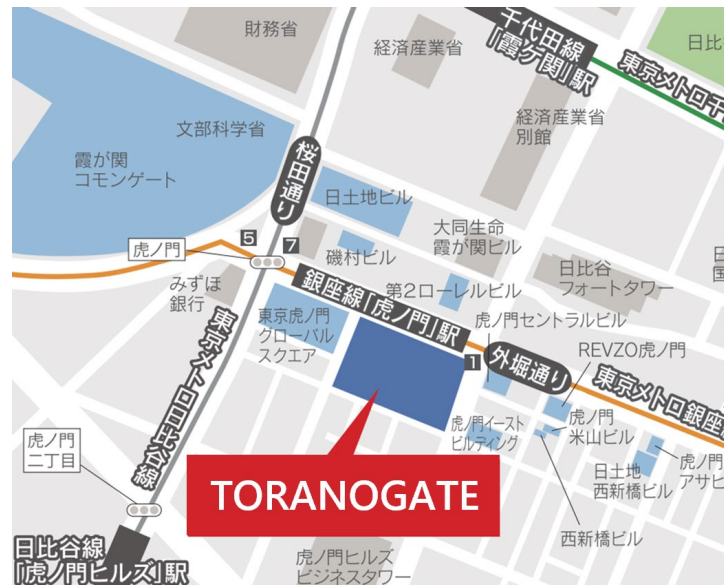 財務省
経済産業省
千代田線
「霞ケ関」駅
東京メトロ千
日比
文部科学省
経済産業省
別館
霞が関
コモンゲート
桜田通り
日土地ビル
大同生命
霞が関ビル
5
7
虎ノ門
磯村ビル
日比谷
フォートタワー
日
国
みずほ
銀行
銀座線「虎ノ門」駅
第2ローレルビル
虎ノ門セントラルビル
東京虎ノ門
グローバル
スクエア
1
外堀通り
REVZO虎ノ門
東京メトロ銀座
東京メトロ日比谷線
虎ノ門イースト
ビルディング
虎ノ門
米山ビル
虎ノ門
二丁目
日土地
西新橋ビル
虎ノ門
アサヒ
TORANOGATE
西新橋ビル
日比谷線
「虎ノ門ヒルズ」駅
虎ノ門ヒルズ
ビジネスタワー